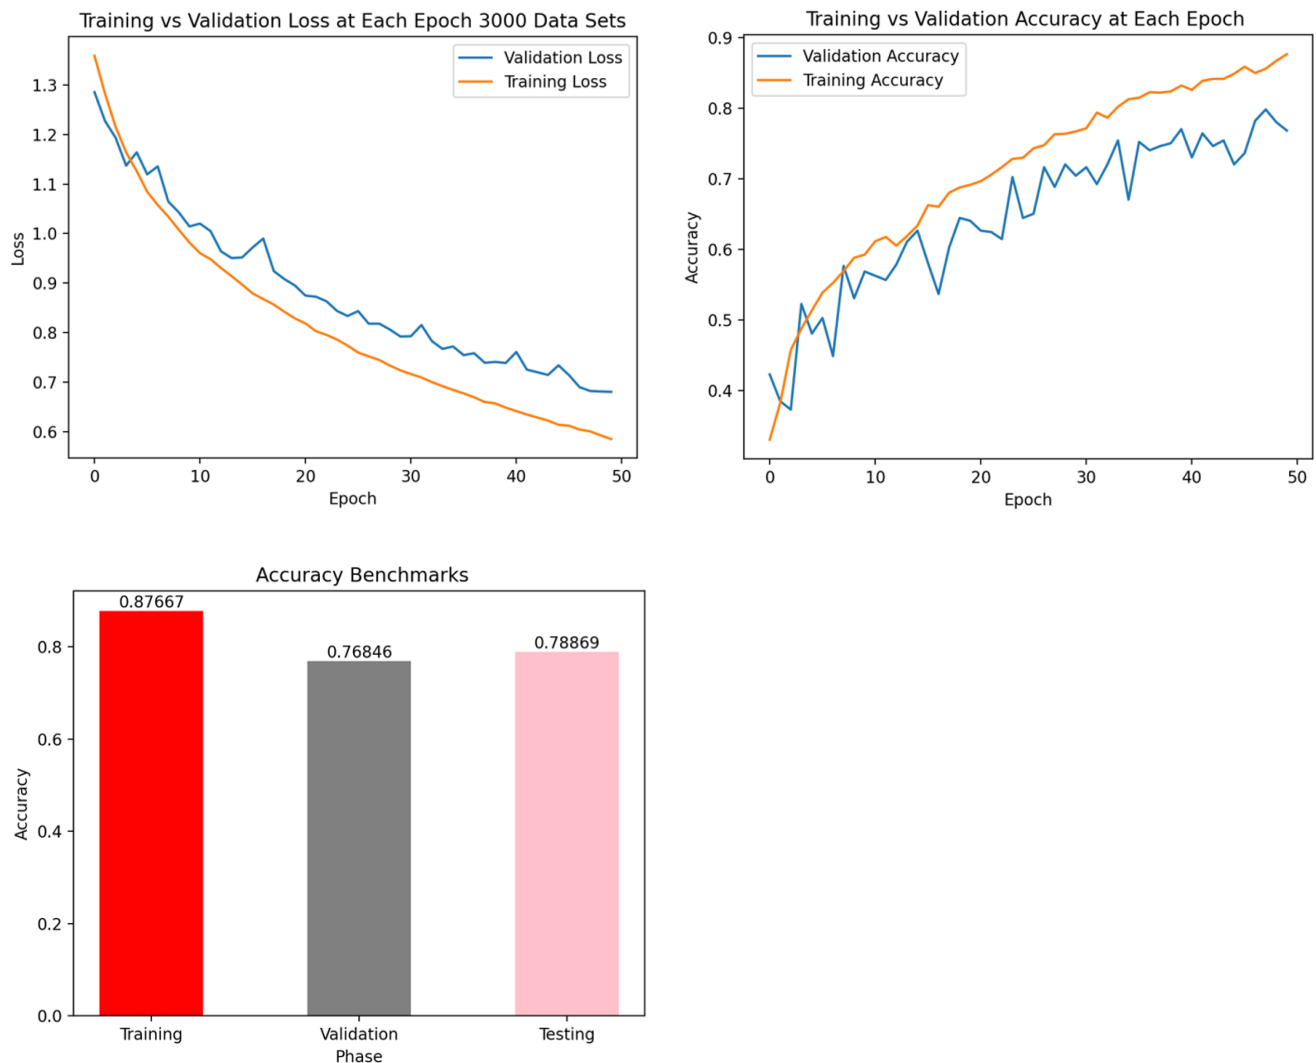 Training vs Validation Loss at Each Epoch 3000 Data Sets
Validation Loss
Training Loss
1.3
1.2
1.1
1.0
0.9
0.8
0.7
0.6
Loss
0 10 20 30 40 50
Epoch
Training vs Validation Accuracy at Each Epoch
Validation Accuracy
Training Accuracy
0.9
0.8
0.7
0.6
0.5
0.4
Accuracy
0 10 20 30 40 50
Epoch
Accuracy Benchmarks
0.87667
0.76846
0.78869
0.8
0.6
0.4
0.2
0.0
Accuracy
Training Validation Testing
Phase